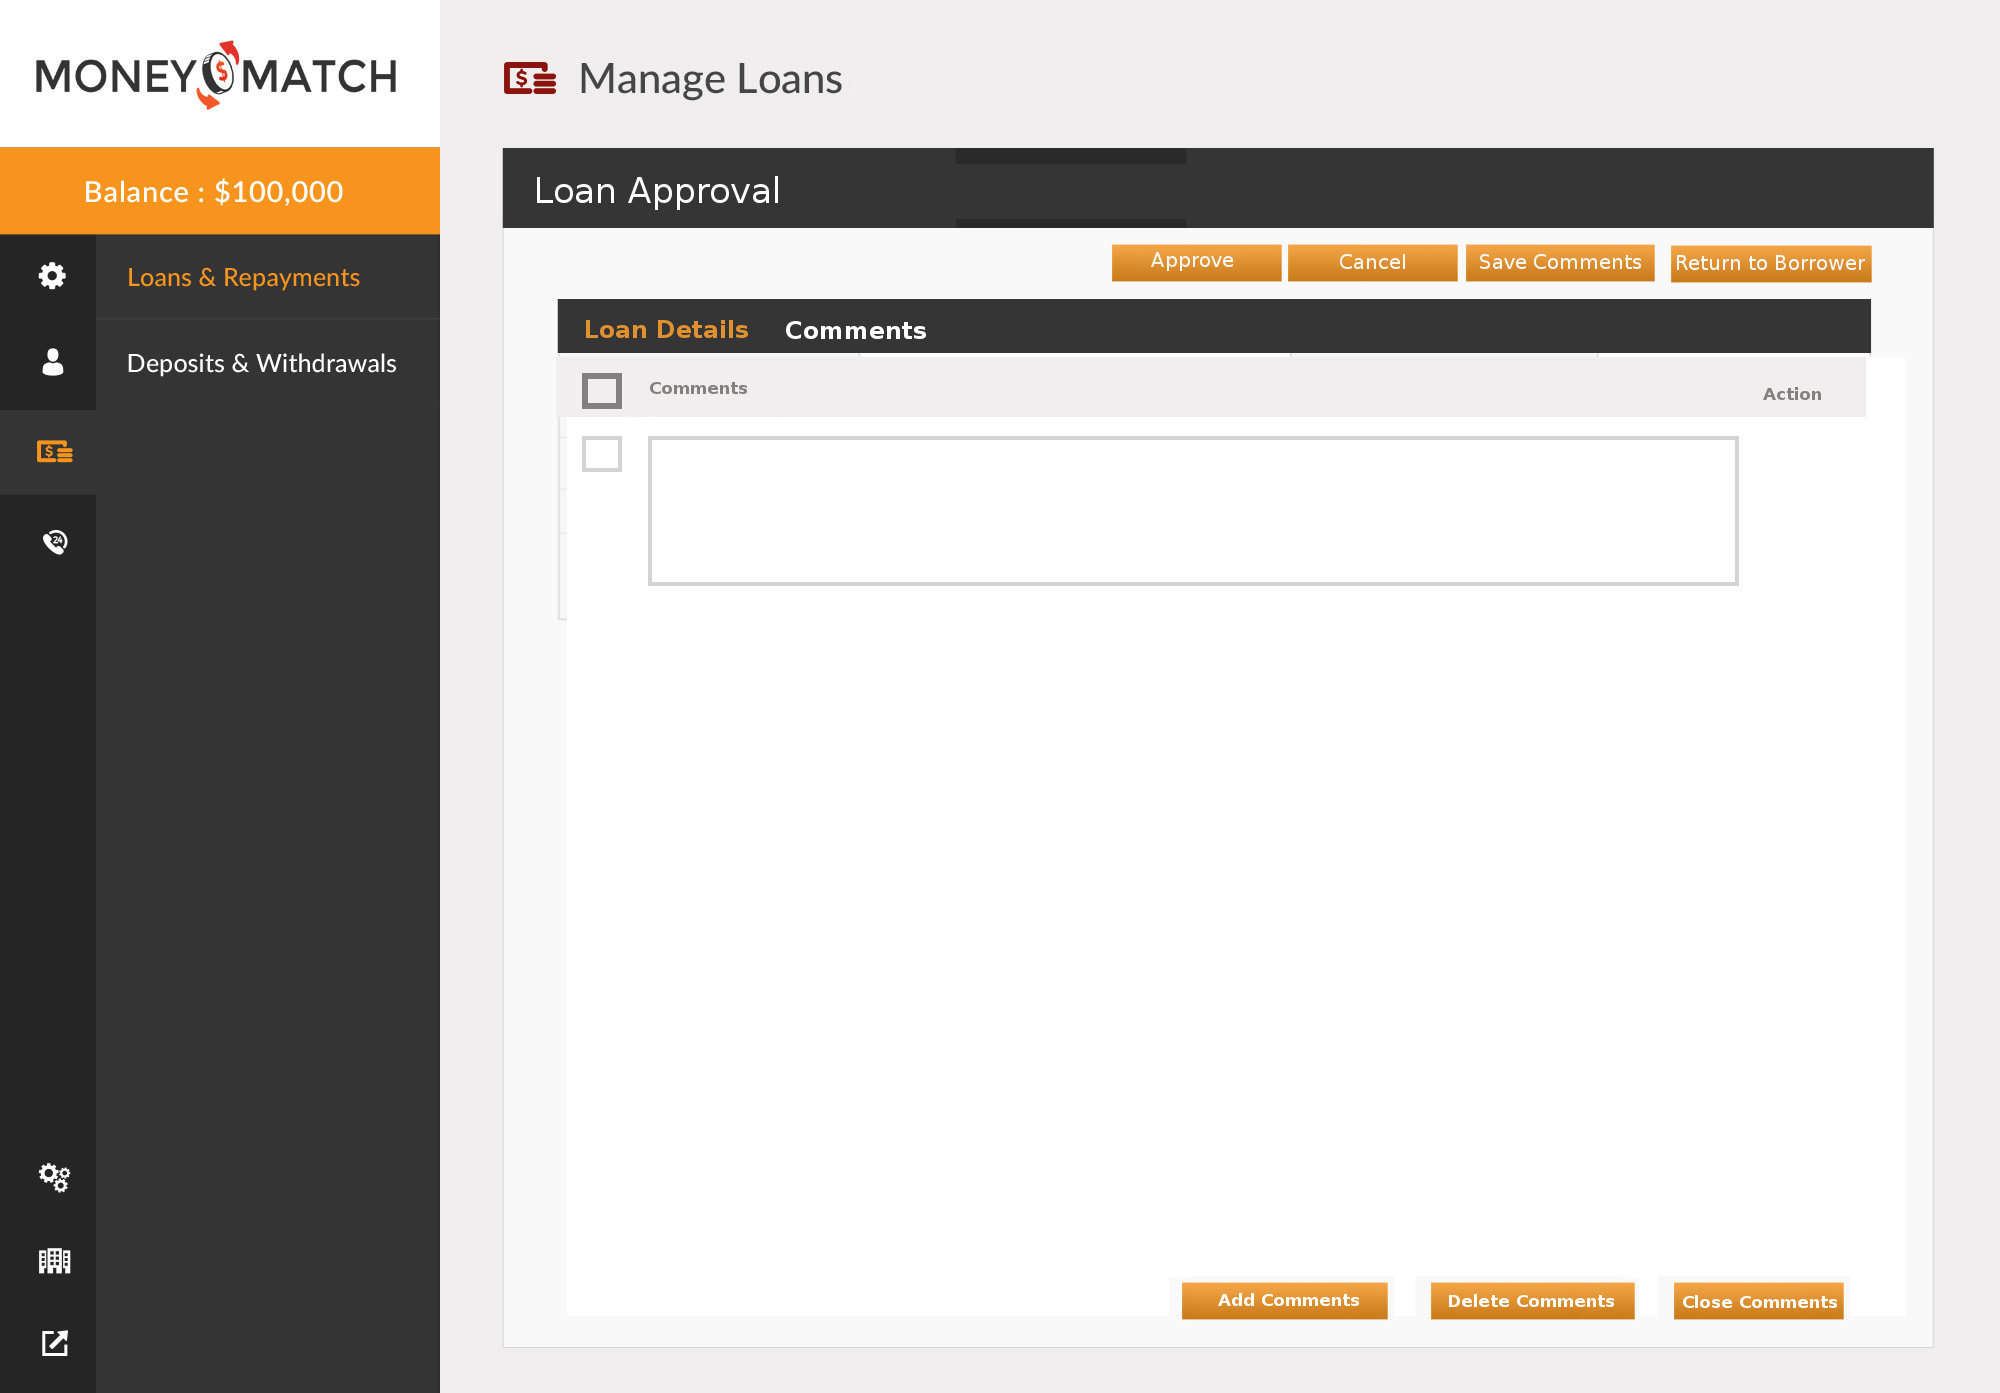 MONEY MATCH
Balance : $100,000
Loans & Repayments
Deposits & Withdrawals
24
Manage Loans
Loan Approval
Approve Cancel Save Comments Return to Borrower
Loan Details Comments
Comments Action
Add Comments Delete Comments Close Comments